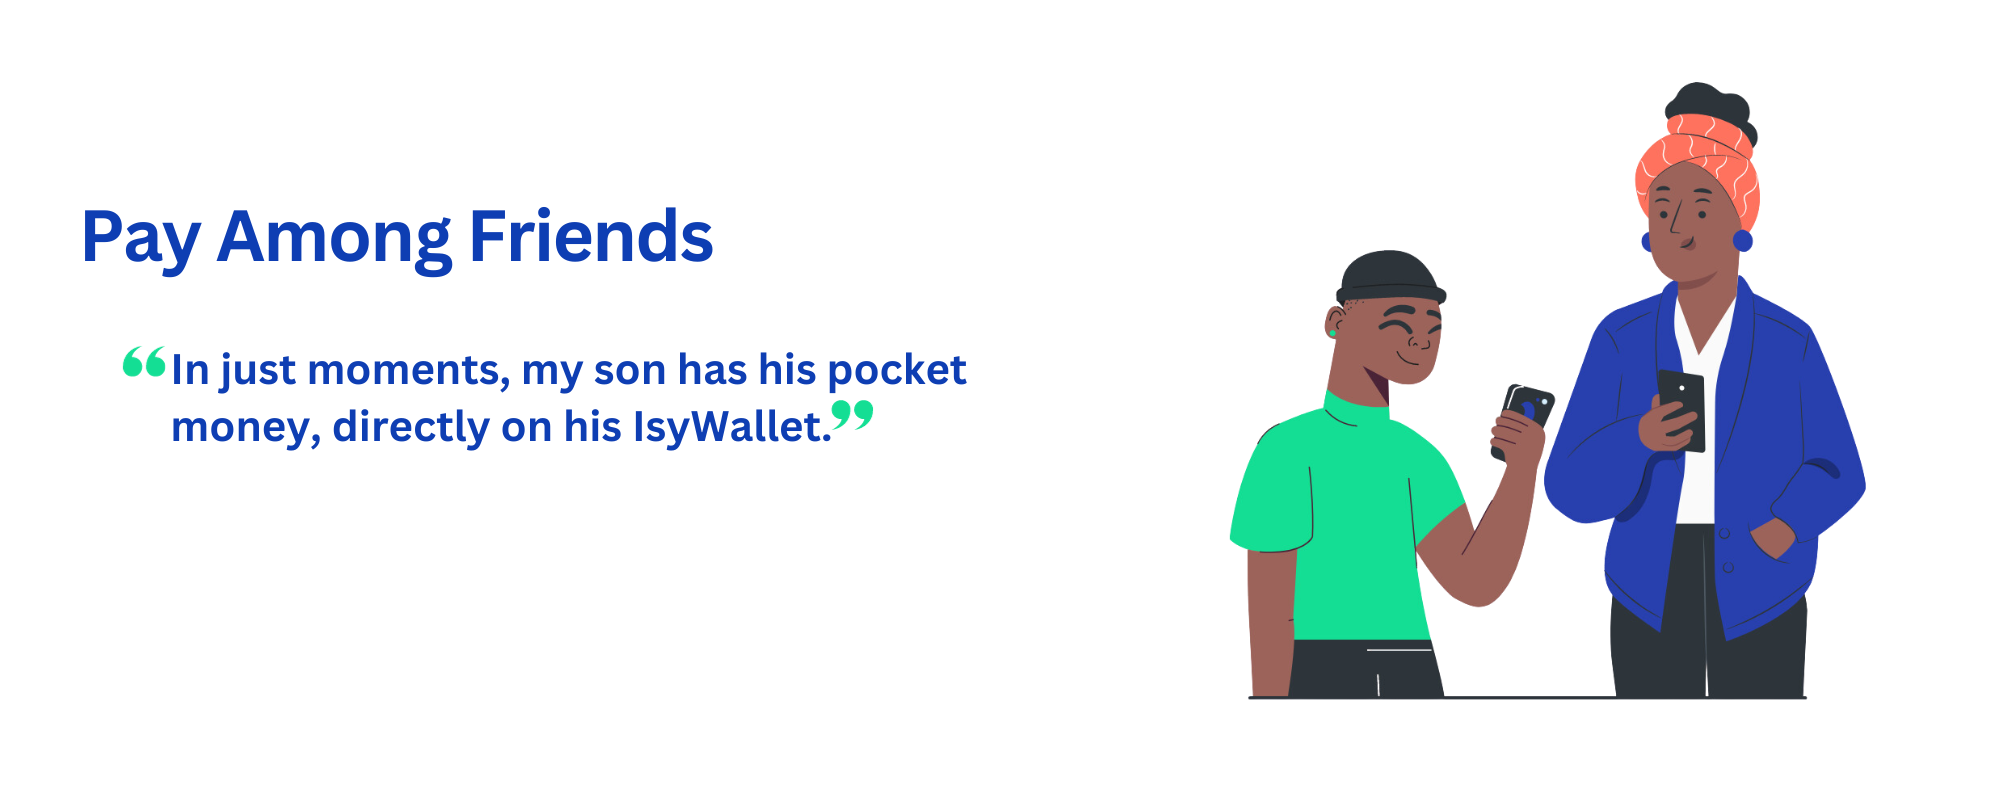 Pay Among Friends
“In just moments, my son has his pocket
money, directly on his IsyWallet.”